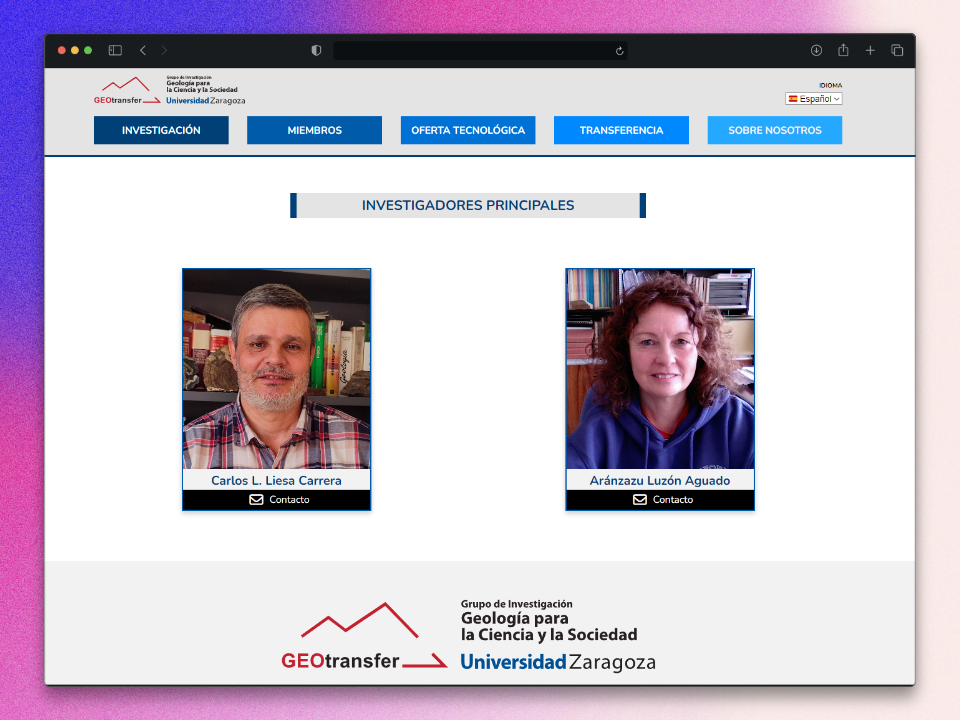 Grupo de Investigación
Geología para
la Ciencia y la Sociedad
GEOtransfer
Universidad Zaragoza
IDIOMA
Español
INVESTIGACIÓN
MIEMBROS
OFERTA TECNOLÓGICA
TRANSFERENCIA
SOBRE NOSOTROS
INVESTIGADORES PRINCIPALES
Geología
Carlos L. Liesa Carrera
Contacto
Aránzazu Luzón Aguado
Contacto
Grupo de Investigación
Geología para
la Ciencia y la Sociedad
GEOtransfer
Universidad Zaragoza